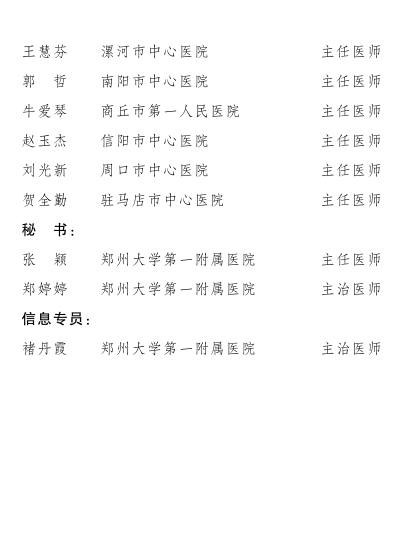 王慧芬 漯河市中心医院 主任医师
郭　哲 南阳市中心医院 主任医师
牛爱琴 商丘市第一人民医院 主任医师
赵玉杰 信阳市中心医院 主任医师
刘光新 周口市中心医院 主任医师
贺全勤 驻马店市中心医院 主任医师
秘　书：
张　颖 郑州大学第一附属医院 主任医师
郑婷婷 郑州大学第一附属医院 主治医师
信息专员：
褚丹霞 郑州大学第一附属医院 主治医师